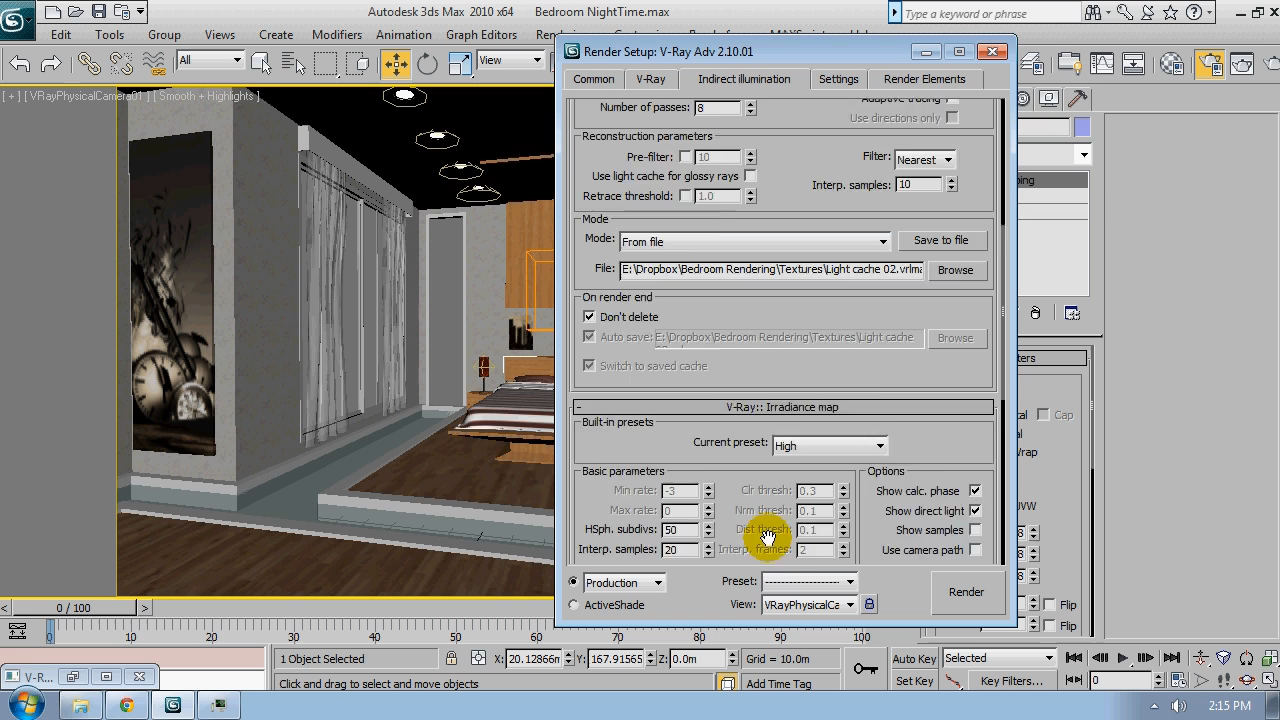 Autodesk 3ds Max 2010 x64 Bedroom NightTime.max
Type a keyword or phrase
Edit Tools Group Views Create Modifiers Animation Graph Editors
All
View
[ + ] [ VRayPhysicalCamera01 ] [ Smooth + Highlights ]
Render Setup: V-Ray Adv 2.10.01
Common V-Ray Indirect illumination Settings Render Elements
Number of passes: 8
Adaptive tracing
Use directions only
Reconstruction parameters
Pre-filter: 10
Filter: Nearest
Use light cache for glossy rays
Interp. samples: 10
Retrace threshold: 1.0
Mode
Mode: From file
Save to file
File: E:\Dropbox\Bedroom Rendering\Textures\Light cache 02.vrlma
Browse
On render end
Don't delete
Auto save: E:\Dropbox\Bedroom Rendering\Textures\Light cache
Browse
Switch to saved cache
- V-Ray:: Irradiance map
Built-in presets
Current preset: High
Basic parameters
Options
Min rate: -3 Clr thresh: 0.3
Show calc. phase
Max rate: 0 Nrm thresh: 0.1
Show direct light
HSph. subdivs: 50 Dist thresh: 0.1
Show samples
Interp. samples: 20 Interp. frames: 2
Use camera path
Production
Preset: --------------------
Render
ActiveShade
View: VRayPhysicalCa
Cap
Flip
Flip
0 / 100
0 10 20 30 40 50 60 70 80 90 100
1 Object Selected
X: 20.12866m Y: 167.91565 Z: 0.0m
Grid = 10.0m
Auto Key Selected
Click and drag to select and move objects
Add Time Tag
Set Key Key Filters...
0
V-R...
2:15 PM